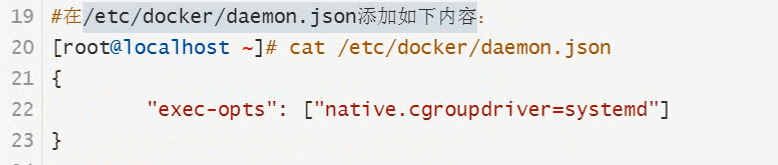 19 #在/etc/docker/daemon.json添加如下内容：
20 [root@localhost ~]# cat /etc/docker/daemon.json
21 {
22         "exec-opts": ["native.cgroupdriver=systemd"]
23 }